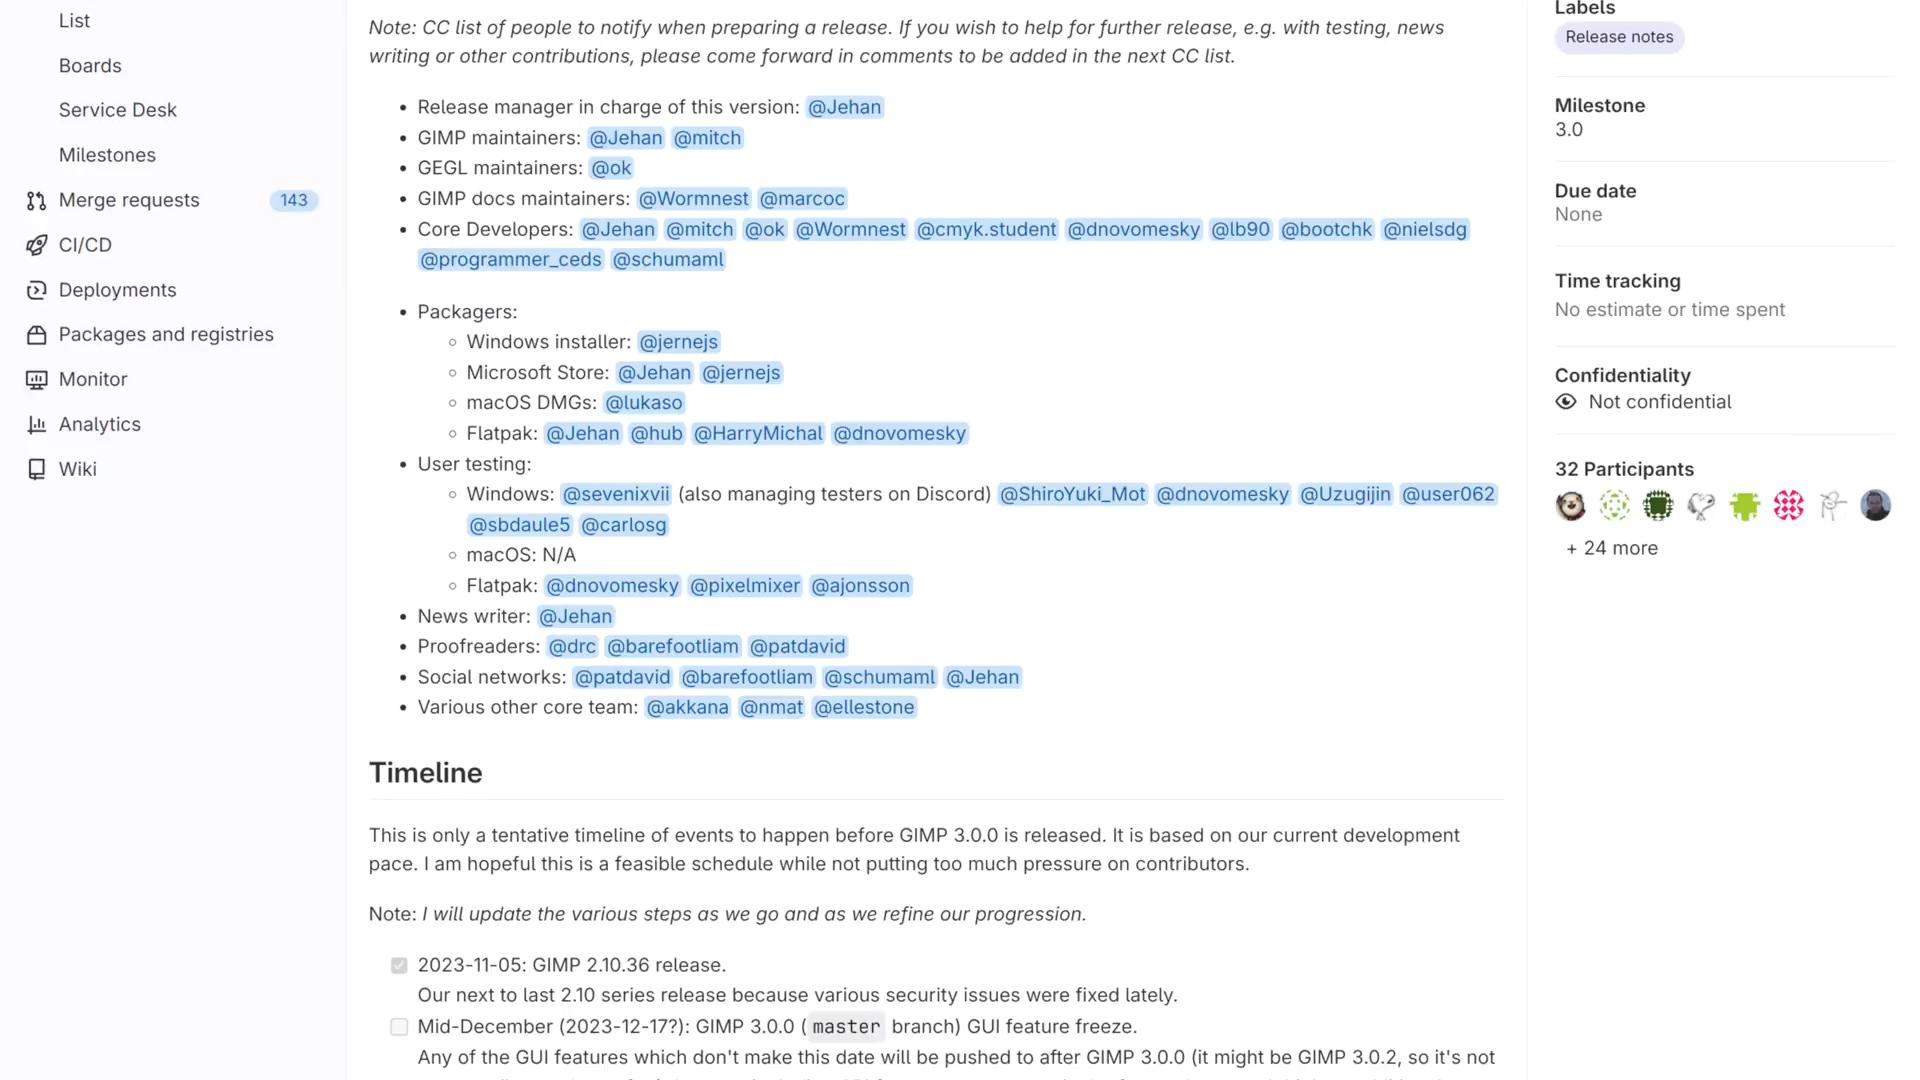 List
Boards
Service Desk
Milestones
Merge requests 143
CI/CD
Deployments
Packages and registries
Monitor
Analytics
Wiki
Note: CC list of people to notify when preparing a release. If you wish to help for further release, e.g. with testing, news
writing or other contributions, please come forward in comments to be added in the next CC list.
• Release manager in charge of this version: @Jehan
• GIMP maintainers: @Jehan @mitch
• GEGL maintainers: @ok
• GIMP docs maintainers: @Wormnest @marcoc
• Core Developers: @Jehan @mitch @ok @Wormnest @cmyk.student @dnovomesky @lb90 @bootchk @nielsdg
@programmer_ceds @schumaml
• Packagers:
◦ Windows installer: @jernejs
◦ Microsoft Store: @Jehan @jernejs
◦ macOS DMGs: @lukaso
◦ Flatpak: @Jehan @hub @HarryMichal @dnovomesky
• User testing:
◦ Windows: @sevenixvii (also managing testers on Discord) @ShiroYuki_Mot @dnovomesky @Uzugijin @user062
@sbdaule5 @carlosg
◦ macOS: N/A
◦ Flatpak: @dnovomesky @pixelmixer @ajonsson
• News writer: @Jehan
• Proofreaders: @drc @barefootliam @patdavid
• Social networks: @patdavid @barefootliam @schumaml @Jehan
• Various other core team: @akkana @nmat @ellestone
Timeline
This is only a tentative timeline of events to happen before GIMP 3.0.0 is released. It is based on our current development
pace. I am hopeful this is a feasible schedule while not putting too much pressure on contributors.
Note: I will update the various steps as we go and as we refine our progression.
2023-11-05: GIMP 2.10.36 release.
Our next to last 2.10 series release because various security issues were fixed lately.
Mid-December (2023-12-17?): GIMP 3.0.0 ( master branch) GUI feature freeze.
Any of the GUI features which don't make this date will be pushed to after GIMP 3.0.0 (it might be GIMP 3.0.2, so it's not
Labels
Release notes
Milestone
3.0
Due date
None
Time tracking
No estimate or time spent
Confidentiality
Not confidential
32 Participants
+ 24 more